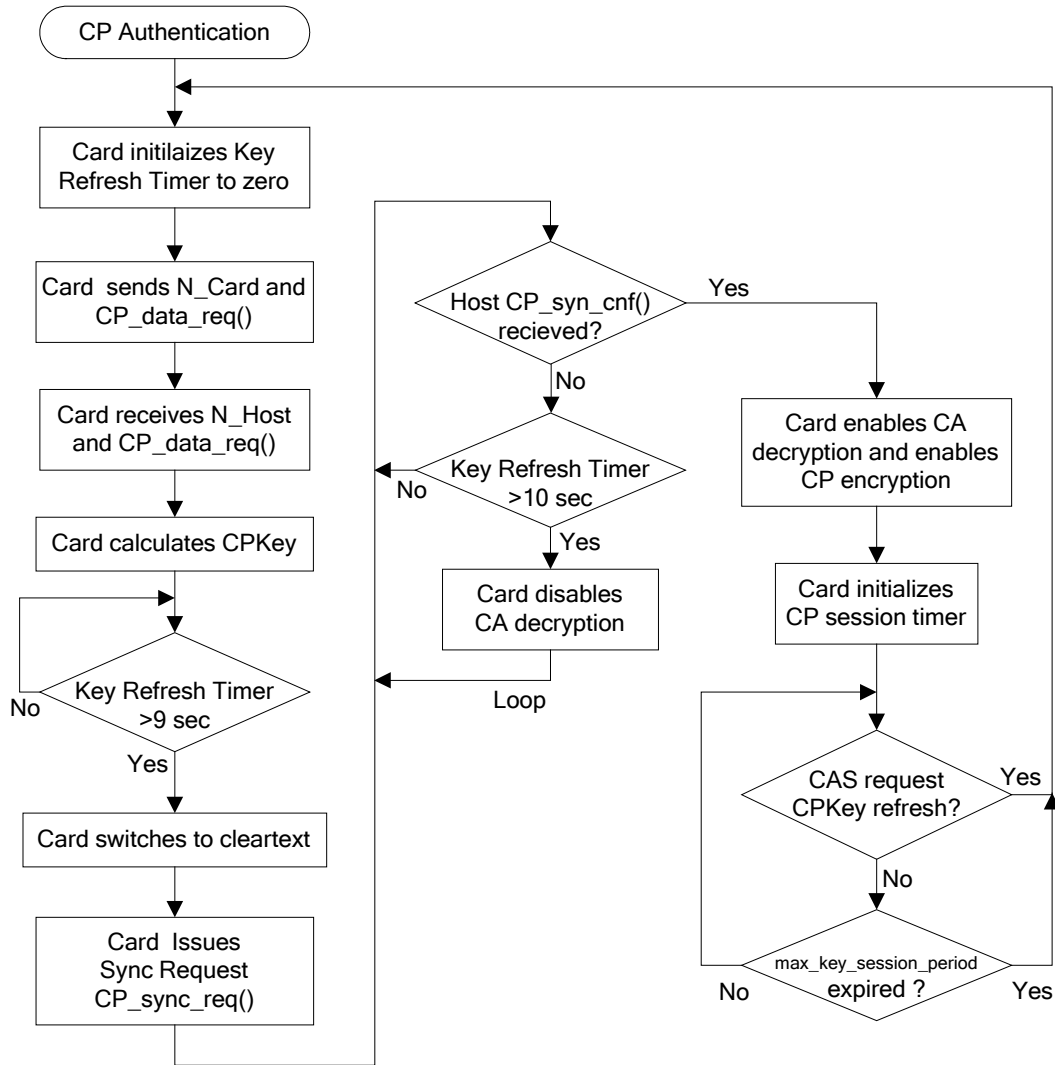 CP Authentication
Card initilaizes Key
Refresh Timer to zero
Card sends N_Card and
CP_data_req()
Card receives N_Host
and CP_data_req()
Card calculates CPKey
Key Refresh Timer
>9 sec
No
Yes
Card switches to cleartext
Card Issues
Sync Request
CP_sync_req()
Host CP_syn_cnf()
recieved?
Yes
No
Key Refresh Timer
>10 sec
No
Yes
Card disables
CA decryption
Loop
Card enables CA
decryption and enables
CP encryption
Card initializes
CP session timer
CAS request
CPKey refresh?
Yes
No
max_key_session_period
expired ?
No
Yes